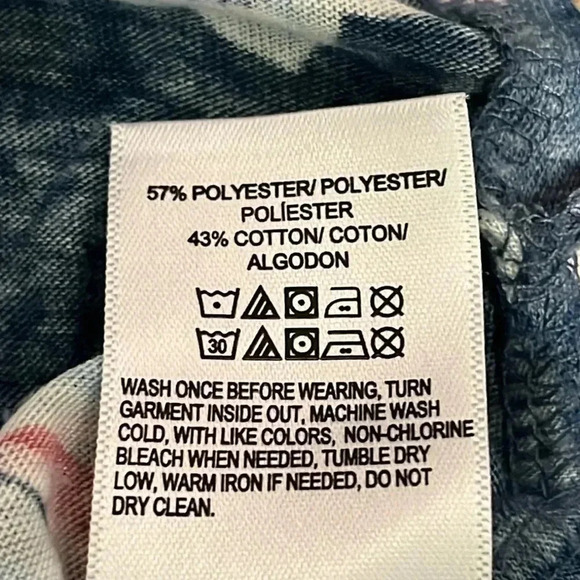 57% POLYESTER/ POLYESTER/
POLÍESTER
43% COTTON/ COTON/
ALGODON
30
WASH ONCE BEFORE WEARING, TURN
GARMENT INSIDE OUT, MACHINE WASH
COLD, WITH LIKE COLORS, NON-CHLORINE
BLEACH WHEN NEEDED, TUMBLE DRY
LOW, WARM IRON IF NEEDED, DO NOT
DRY CLEAN.